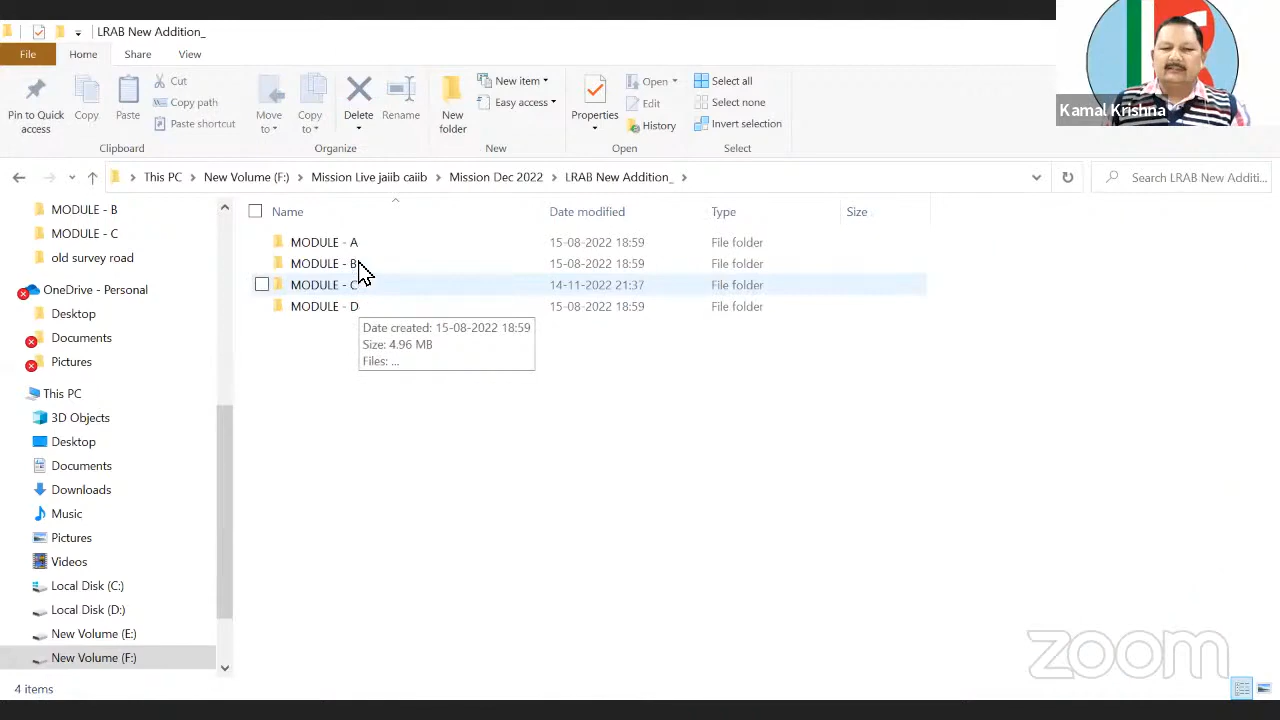 LRAB New Addition_
File
Home
Share
View
Pin to Quick access
Copy
Paste
Cut
Copy path
Paste shortcut
Clipboard
Move to
Copy to
Delete
Rename
Organize
New folder
New item
Easy access
New
Properties
Open
Edit
History
Open
Select all
Select none
Invert selection
Select
Kamal Krishna
This PC > New Volume (F:) > Mission Live jaiib caiib > Mission Dec 2022 > LRAB New Addition_ >
Search LRAB New Additi...
MODULE - B
MODULE - C
old survey road
OneDrive - Personal
Desktop
Documents
Pictures
This PC
3D Objects
Desktop
Documents
Downloads
Music
Pictures
Videos
Local Disk (C:)
Local Disk (D:)
New Volume (E:)
New Volume (F:)
Name Date modified Type Size
MODULE - A 15-08-2022 18:59 File folder
MODULE - B 15-08-2022 18:59 File folder
MODULE - C 14-11-2022 21:37 File folder
MODULE - D 15-08-2022 18:59 File folder
Date created: 15-08-2022 18:59
Size: 4.96 MB
Files: ...
4 items
zoom